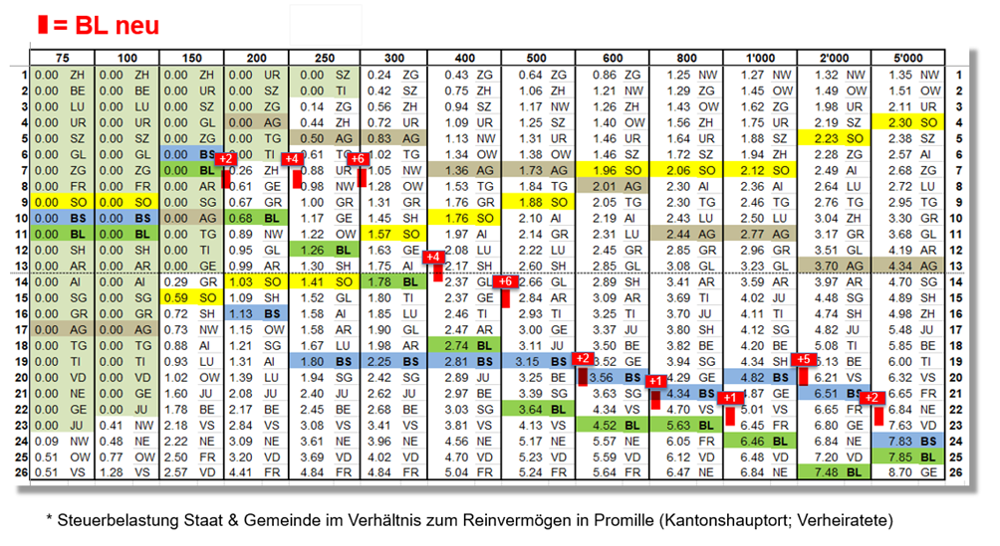 = BL neu
75 100 150 200 250 300 400 500 600 800 1'000 2'000 5'000
1 0.00 ZH 0.00 ZH 0.00 ZH 0.00 UR 0.00 SZ 0.24 ZG 0.43 ZG 0.64 ZG 0.86 ZG 1.25 NW 1.27 NW 1.32 NW 1.35 NW 1
2 0.00 BE 0.00 BE 0.00 UR 0.00 SZ 0.00 TI 0.42 SZ 0.75 ZH 1.06 ZH 1.21 NW 1.29 ZG 1.45 OW 1.49 OW 1.51 OW 2
3 0.00 LU 0.00 LU 0.00 SZ 0.00 ZG 0.14 ZG 0.56 ZH 0.94 SZ 1.17 NW 1.26 ZH 1.43 OW 1.62 ZG 1.98 UR 2.11 UR 3
4 0.00 UR 0.00 UR 0.00 GL 0.00 AG 0.44 ZH 0.72 UR 1.09 UR 1.25 SZ 1.40 OW 1.56 ZH 1.75 UR 2.19 SZ 2.30 SO 4
5 0.00 SZ 0.00 SZ 0.00 ZG 0.00 TG 0.50 AG 0.83 AG 1.13 NW 1.31 UR 1.46 UR 1.64 UR 1.88 SZ 2.23 SO 2.38 SZ 5
6 0.00 GL 0.00 GL 0.00 BS +2 .00 TI +4 0.61 TG +6 1.02 TG 1.34 OW 1.38 OW 1.46 SZ 1.72 SZ 1.94 ZH 2.28 ZG 2.57 AI 6
7 0.00 ZG 0.00 ZG 0.00 BL 0.26 ZH 0.88 UR 1.05 NW 1.36 AG 1.73 AG 1.96 SO 2.06 SO 2.12 SO 2.49 AI 2.68 ZG 7
8 0.00 FR 0.00 FR 0.00 AR 0.61 GE 0.98 NW 1.28 OW 1.53 TG 1.84 TG 2.01 AG 2.30 AI 2.36 AI 2.64 LU 2.72 LU 8
9 0.00 SO 0.00 SO 0.00 SG 0.67 GR 1.00 GR 1.31 GR 1.76 GR 1.88 SO 2.05 TG 2.30 TG 2.46 TG 2.76 TG 2.95 TG 9
10 0.00 BS 0.00 BS 0.00 AG 0.68 BL 1.17 GE 1.45 SH 1.76 SO 2.10 AI 2.19 AI 2.43 LU 2.50 LU 3.04 ZH 3.30 GR 10
11 0.00 BL 0.00 BL 0.00 TG 0.89 NW 1.22 OW 1.57 SO 1.97 AI 2.14 GR 2.31 LU 2.44 AG 2.77 AG 3.17 GR 3.68 GL 11
12 0.00 SH 0.00 SH 0.00 TI 0.95 GL 1.26 BL 1.63 GE 2.08 LU 2.22 LU 2.45 GR 2.85 GR 2.96 GR 3.51 GL 4.19 AR 12
13 0.00 AR 0.00 AR 0.00 GE 0.99 AR 1.30 SH 1.75 AI +4 2.17 SH 2.60 SH 2.85 GL 3.08 GL 3.23 GL 3.70 AG 4.34 AG 13
14 0.00 AI 0.00 AI 0.29 GR 1.03 SO 1.41 SO 1.78 BL 2.37 GL +6 2.66 GL 2.89 SH 3.41 AR 3.59 AR 3.97 AR 4.70 SG 14
15 0.00 SG 0.00 SG 0.59 SO 1.09 SH 1.52 GL 1.80 TI 2.37 GE 2.84 AR 3.09 AR 3.69 TI 4.02 JU 4.48 SG 4.89 SH 15
16 0.00 GR 0.00 GR 0.72 SH 1.13 BS 1.58 AI 1.85 LU 2.46 TI 2.93 TI 3.25 TI 3.70 JU 4.11 TI 4.74 SH 4.98 ZH 16
17 0.00 AG 0.00 AG 0.73 NW 1.15 OW 1.58 AR 1.90 GL 2.47 AR 3.00 GE 3.37 JU 3.80 SH 4.12 SG 4.82 JU 5.48 JU 17
18 0.00 TG 0.00 TG 0.88 AI 1.21 SG 1.67 LU 1.98 AR 2.74 BL 3.11 JU 3.50 BE 3.82 BE 4.20 BE 5.08 TI 5.85 BE 18
19 0.00 TI 0.00 TI 0.93 LU 1.31 AI 1.80 BS 2.25 BS 2.81 BS 3.15 BS +2 3.52 GE 3.94 SG 4.34 SH +5 5.13 BE 6.00 TI 19
20 0.00 VD 0.00 VD 1.02 OW 1.39 LU 1.94 SG 2.42 SG 2.89 JU 3.25 BE 3.56 BS +1 4.29 GE 4.82 BS 6.21 VS 6.32 VS 20
21 0.00 NE 0.00 GE 1.60 JU 2.08 JU 2.40 JU 2.62 JU 2.97 BE 3.39 SG 3.63 SG 4.34 BS +1 4.87 GE 6.51 BS +2 6.65 FR 21
22 0.00 GE 0.00 JU 1.78 BE 2.17 BE 2.45 BE 2.68 BE 3.03 SG 3.64 BL 4.34 VS 4.70 VS 5.01 VS 6.65 FR 6.84 NE 22
23 0.00 JU 0.41 NW 2.18 VS 2.84 VS 3.08 VS 3.41 VS 3.81 VS 4.13 VS 4.52 BL 5.63 BL 6.45 FR 6.80 GE 7.63 VD 23
24 0.09 NW 0.48 NE 2.22 NE 3.09 NE 3.61 NE 3.96 NE 4.56 NE 5.17 NE 5.57 NE 6.05 FR 6.46 BL 6.84 NE 7.83 BS 24
25 0.51 OW 0.77 OW 2.50 FR 3.20 VD 3.69 VD 4.02 VD 4.70 VD 5.23 VD 5.59 VD 6.12 VD 6.48 VD 7.20 VD 7.85 BL 25
26 0.51 VS 1.28 VS 2.57 VD 4.41 FR 4.84 FR 4.84 FR 5.04 FR 5.24 FR 5.64 FR 6.47 NE 6.84 NE 7.48 BL 8.70 GE 26
* Steuerbelastung Staat & Gemeinde im Verhältnis zum Reinvermögen in Promille (Kantonshauptort; Verheiratete)